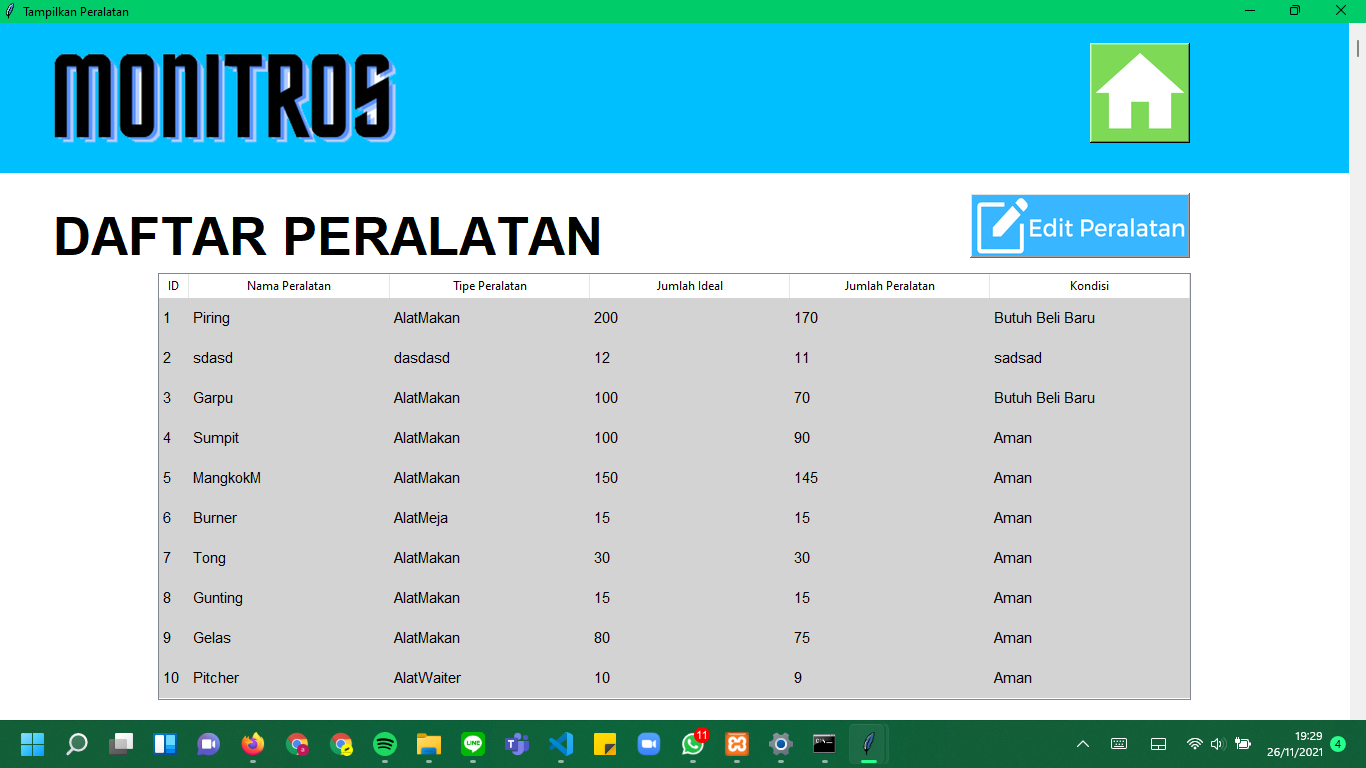 Tampilkan Peralatan
MONITROS
DAFTAR PERALATAN
Edit Peralatan
ID Nama Peralatan Tipe Peralatan Jumlah Ideal Jumlah Peralatan Kondisi
1 Piring AlatMakan 200 170 Butuh Beli Baru
2 sdasd dasdasd 12 11 sadsad
3 Garpu AlatMakan 100 70 Butuh Beli Baru
4 Sumpit AlatMakan 100 90 Aman
5 MangkokM AlatMakan 150 145 Aman
6 Burner AlatMeja 15 15 Aman
7 Tong AlatMakan 30 30 Aman
8 Gunting AlatMakan 15 15 Aman
9 Gelas AlatMakan 80 75 Aman
10 Pitcher AlatWaiter 10 9 Aman
LINE
11
19:29
26/11/2021
4